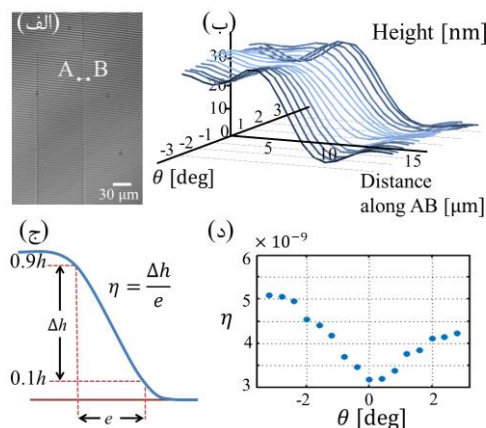 (الف)
A B
30 μm
(ب)
Height [nm]
30
20
10
0
-3 -2 -1 0 1 2 3
θ [deg]
5 10 15
Distance
along AB [μm]
(ج)
0.9h
Δh
0.1h
e
η = Δh / e
(د)
× 10⁻⁹
6
5
4
3
η
-2 0 2
θ [deg]